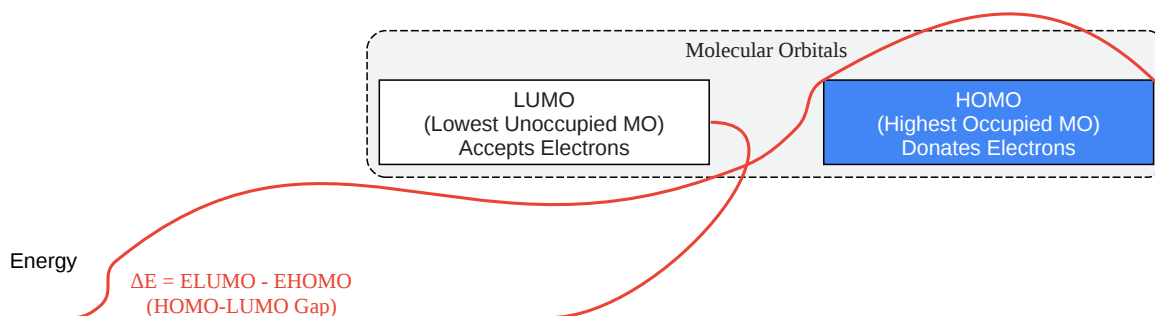 Molecular Orbitals
LUMO
(Lowest Unoccupied MO)
Accepts Electrons
HOMO
(Highest Occupied MO)
Donates Electrons
Energy
ΔE = ELUMO - EHOMO
(HOMO-LUMO Gap)